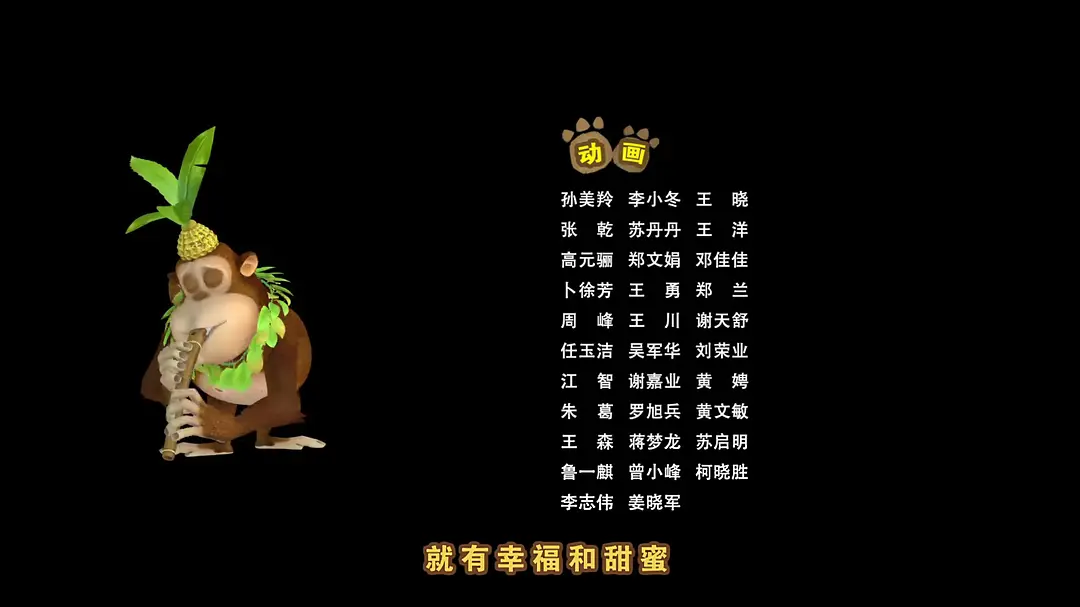 动画
孙美羚 李小冬 王 晓
张 乾 苏丹丹 王 洋
高元骊 郑文娟 邓佳佳
卜徐芳 王 勇 郑 兰
周 峰 王 川 谢天舒
任玉洁 吴军华 刘荣业
江 智 谢嘉业 黄 娉
朱 葛 罗旭兵 黄文敏
王 森 蒋梦龙 苏启明
鲁一麒 曾小峰 柯晓胜
李志伟 姜晓军
就有幸福和甜蜜